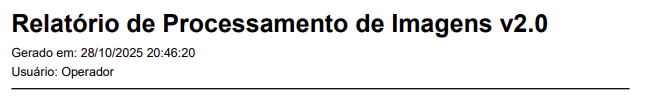 Relatório de Processamento de Imagens v2.0
Gerado em: 28/10/2025 20:46:20
Usuário: Operador